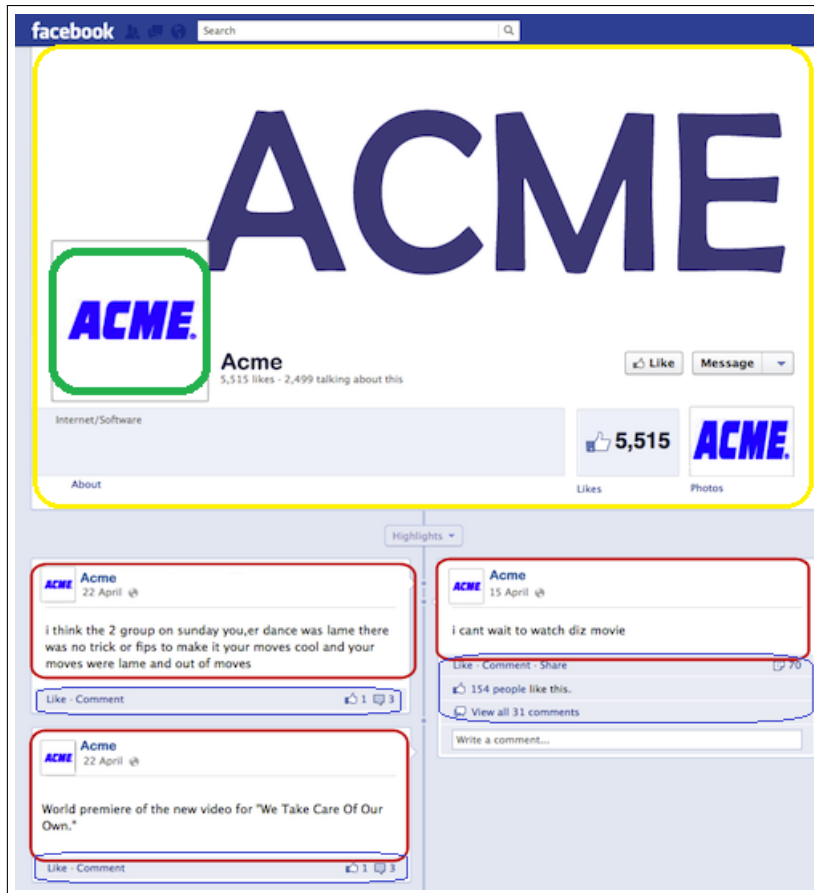 facebook Search
ACME
ACME.
Acme
5,515 likes - 2,499 talking about this
Like Message
Internet/Software
5,515
ACME.
About
Likes
Photos
Highlights
ACME Acme
22 April
i think the 2 group on sunday you,er dance was lame there
was no trick or fips to make it your moves cool and your
moves were lame and out of moves
Like · Comment 1 3
ACME Acme
15 April
i cant wait to watch diz movie
Like · Comment · Share 70
154 people like this.
View all 31 comments
Write a comment...
ACME Acme
22 April
World premiere of the new video for "We Take Care Of Our
Own."
Like · Comment 1 3